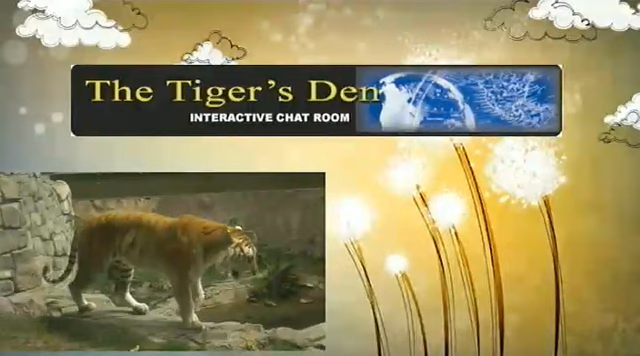 The Tiger's Den
INTERACTIVE CHAT ROOM